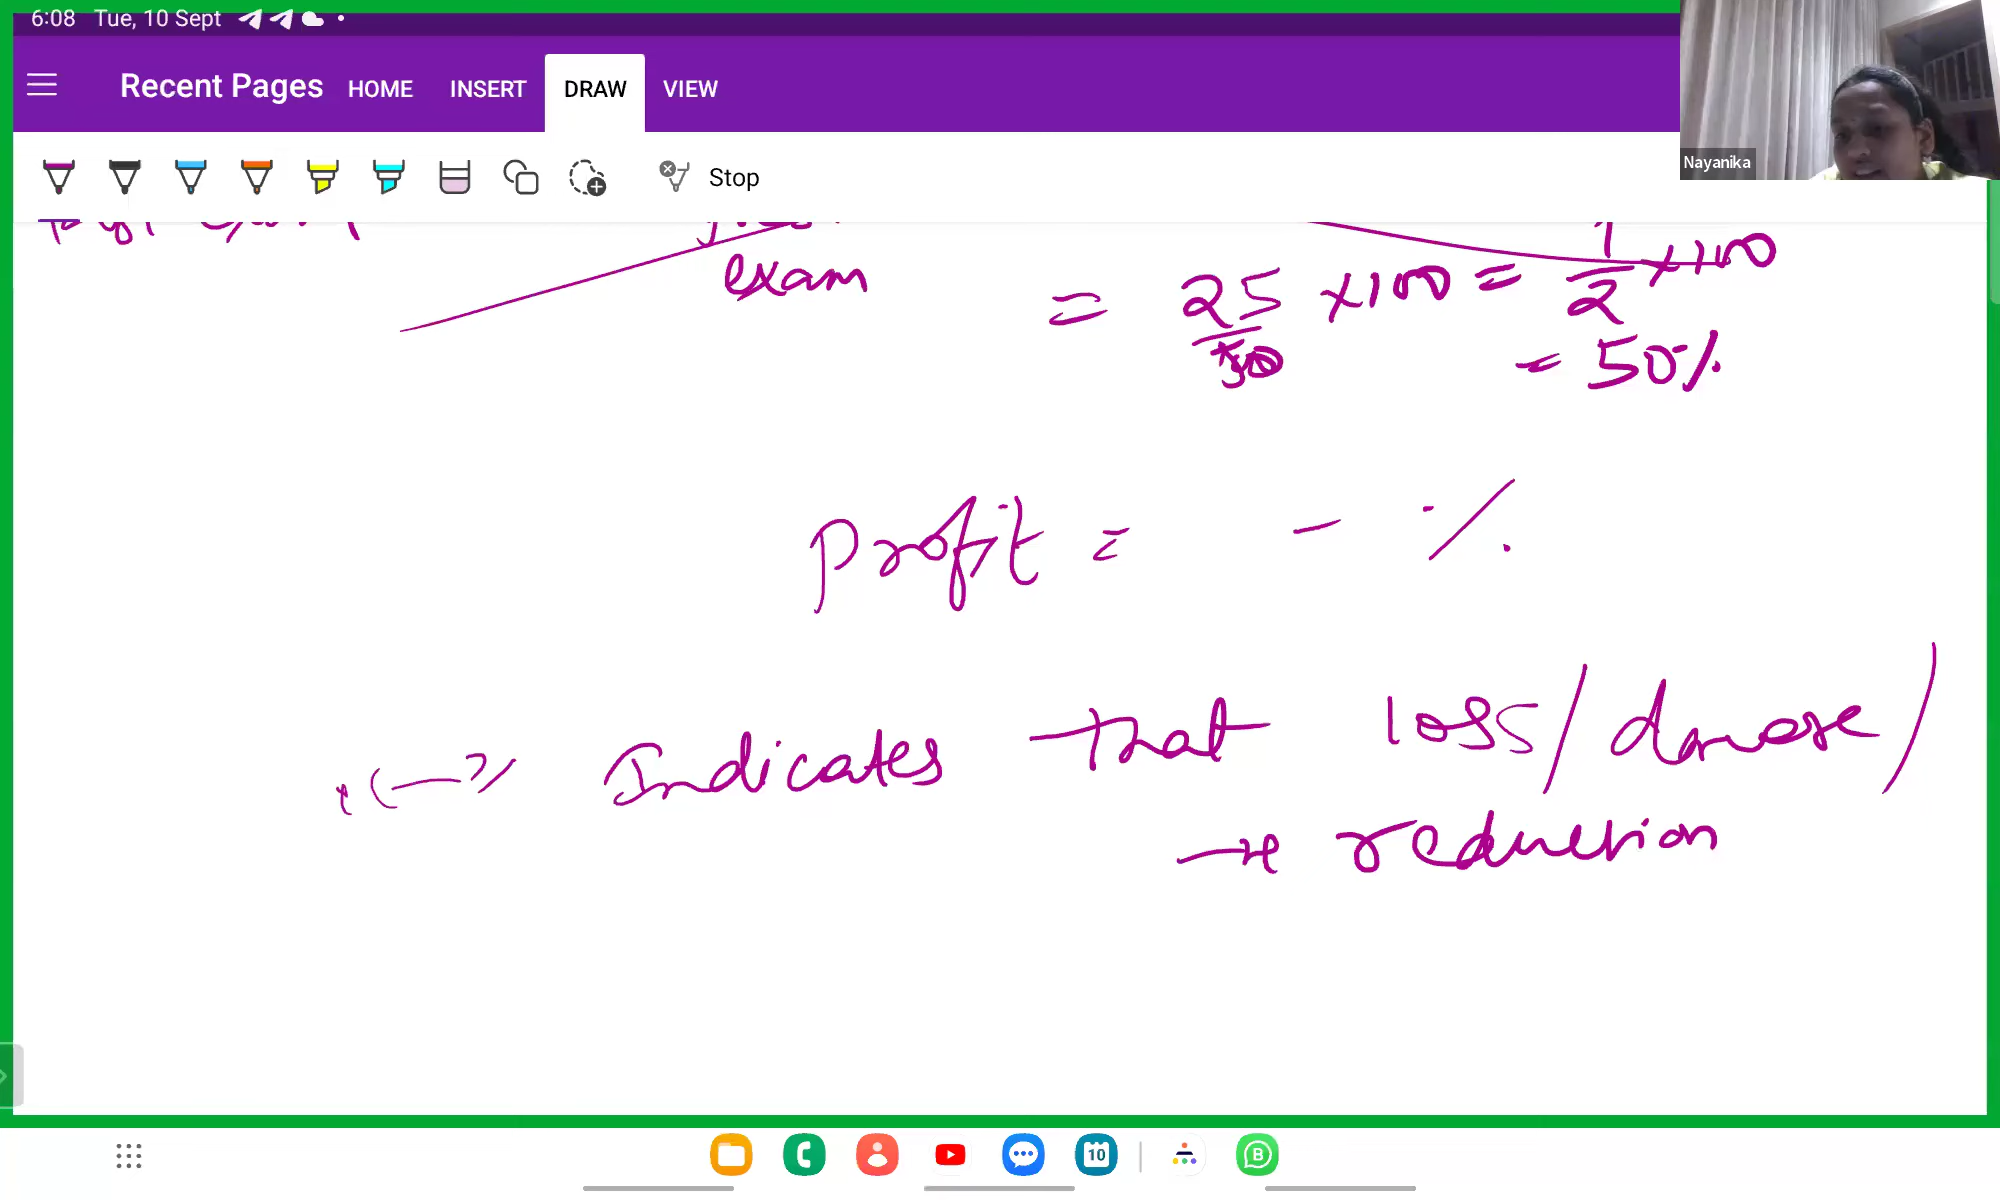 6:08 Tue, 10 Sept
Recent Pages HOME INSERT DRAW VIEW
Nayanika
Stop
exam
= 25/50 ×100 = 1/2 ×100
= 50%
Profit = - %
(-) Indicates that loss/ /
-ve reduction
10
B